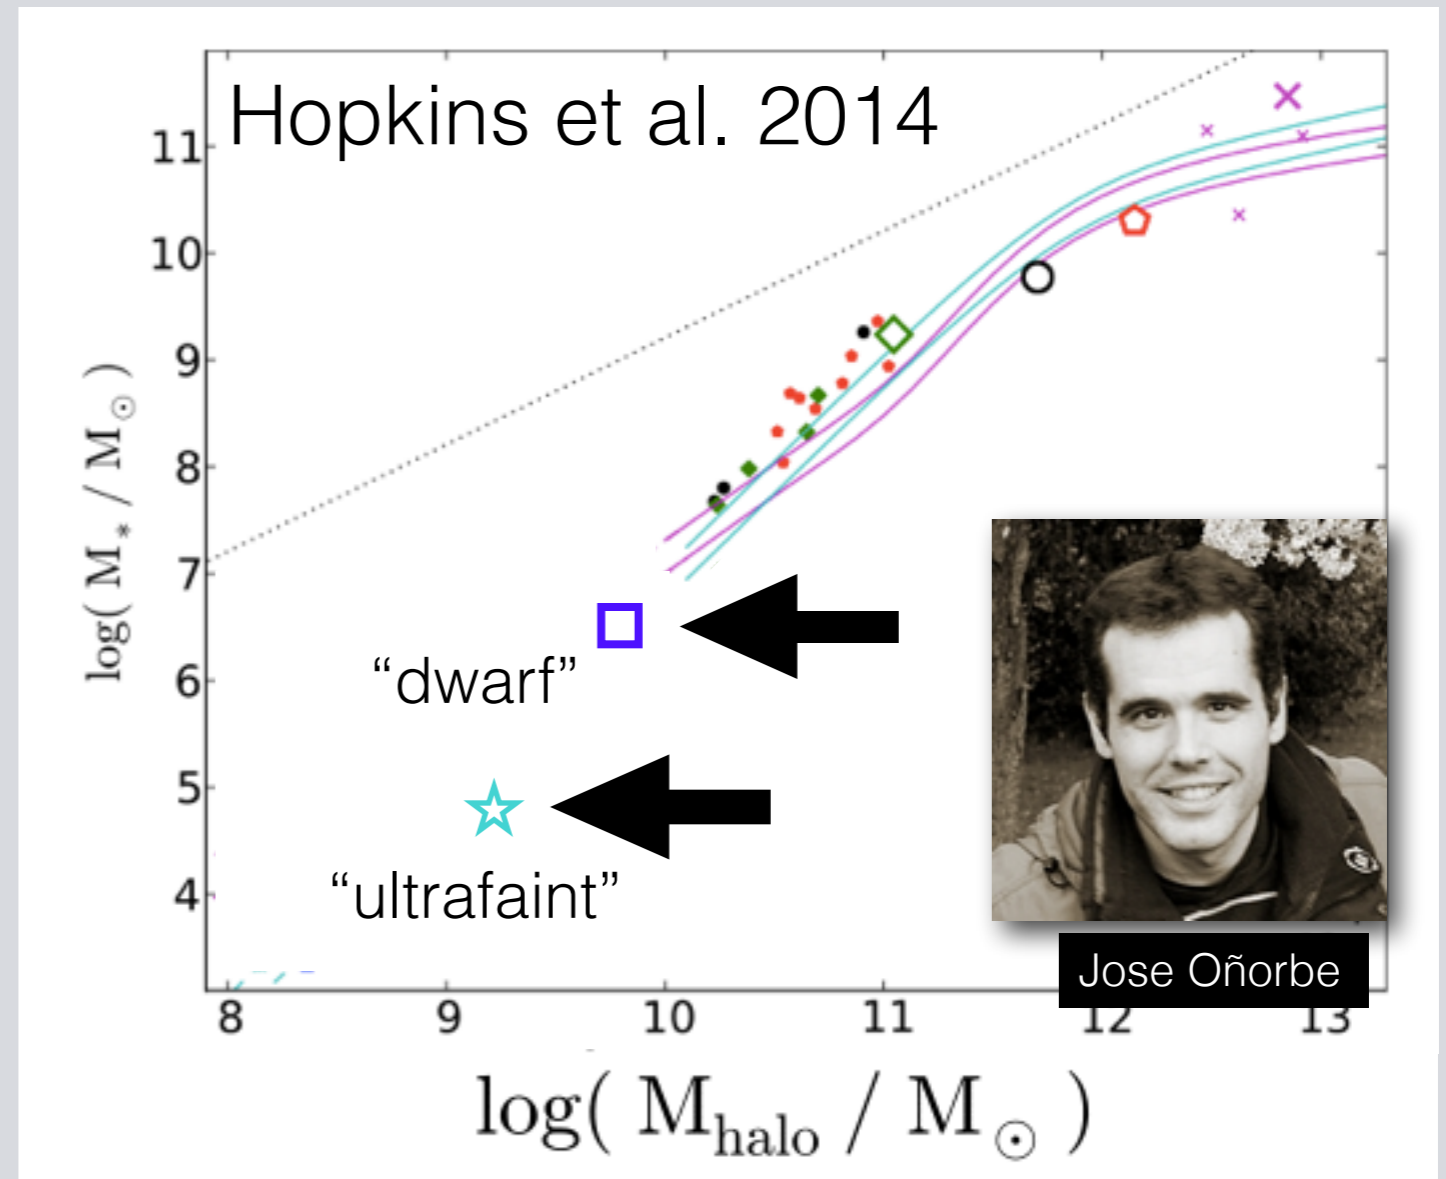 Hopkins et al. 2014
11
10
9
8
7
6
5
4
log( M* / M☉ )
“dwarf”
“ultrafaint”
Jose Oñorbe
8 9 10 11 12 13
log( Mhalo / M☉ )